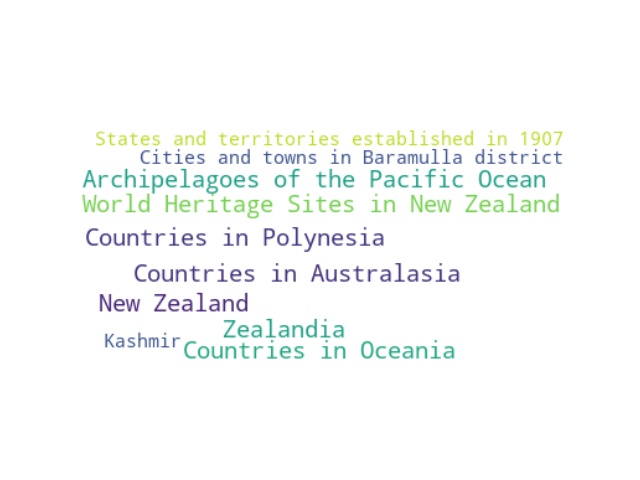 States and territories established in 1907
Cities and towns in Baramulla district
Archipelagoes of the Pacific Ocean
World Heritage Sites in New Zealand
Countries in Polynesia
Countries in Australasia
New Zealand
Zealandia
Kashmir
Countries in Oceania